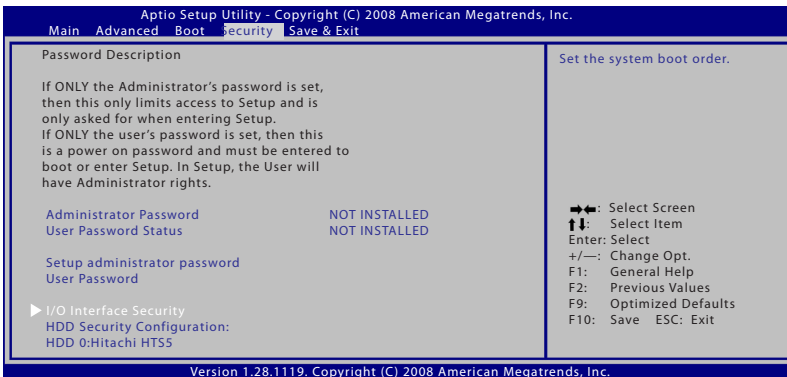 Aptio Setup Utility - Copyright (C) 2008 American Megatrends, Inc.
Main Advanced Boot Security Save & Exit
Password Description
If ONLY the Administrator's password is set,
then this only limits access to Setup and is
only asked for when entering Setup.
If ONLY the user's password is set, then this
is a power on password and must be entered to
boot or enter Setup. In Setup, the User will
have Administrator rights.
Administrator Password NOT INSTALLED
User Password Status NOT INSTALLED
Setup administrator password
User Password
I/O Interface Security
HDD Security Configuration:
HDD 0:Hitachi HTS5
Set the system boot order.
→←: Select Screen
↑↓: Select Item
Enter: Select
+/—: Change Opt.
F1: General Help
F2: Previous Values
F9: Optimized Defaults
F10: Save ESC: Exit
Version 1.28.1119. Copyright (C) 2008 American Megatrends, Inc.